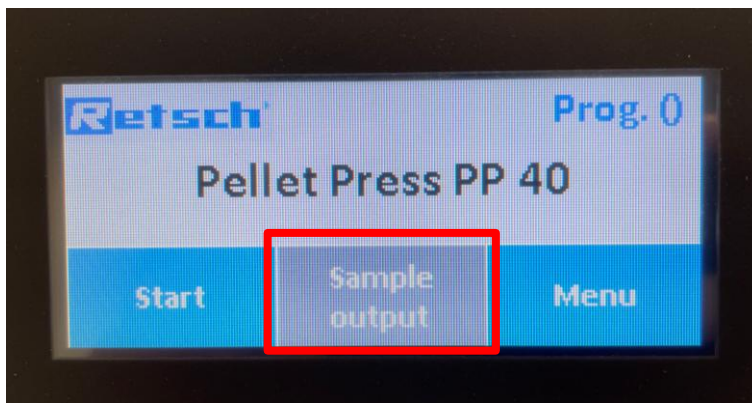 Retsch
Prog. 0
Pellet Press PP 40
Start
Sample
output
Menu